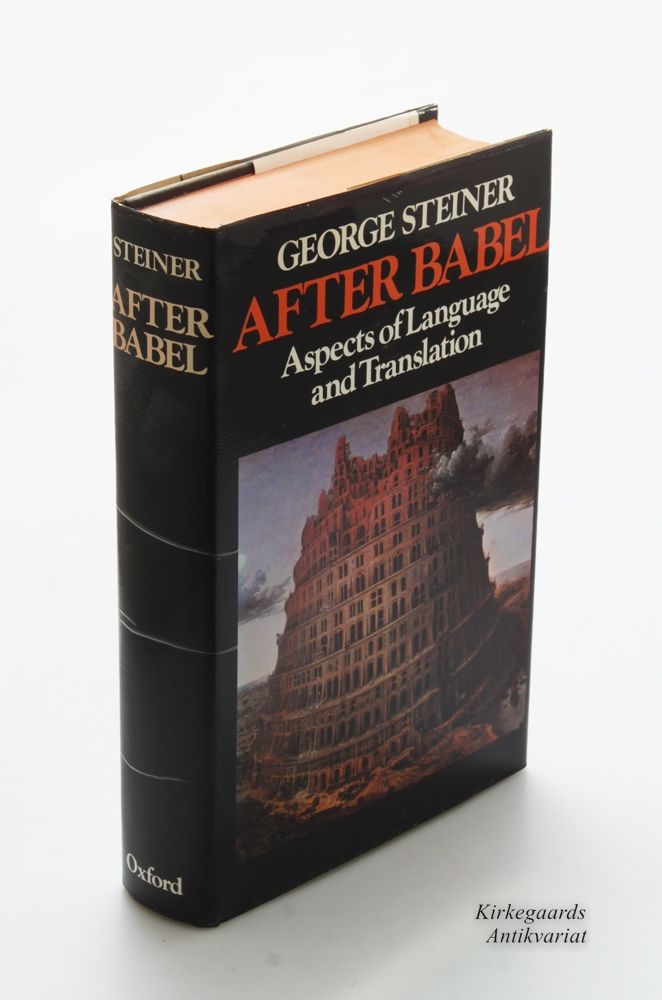 STEINER
AFTER
BABEL
Oxford
GEORGE STEINER
AFTER BABEL
Aspects of Language
and Translation
Kirkegaards
Antikvariat